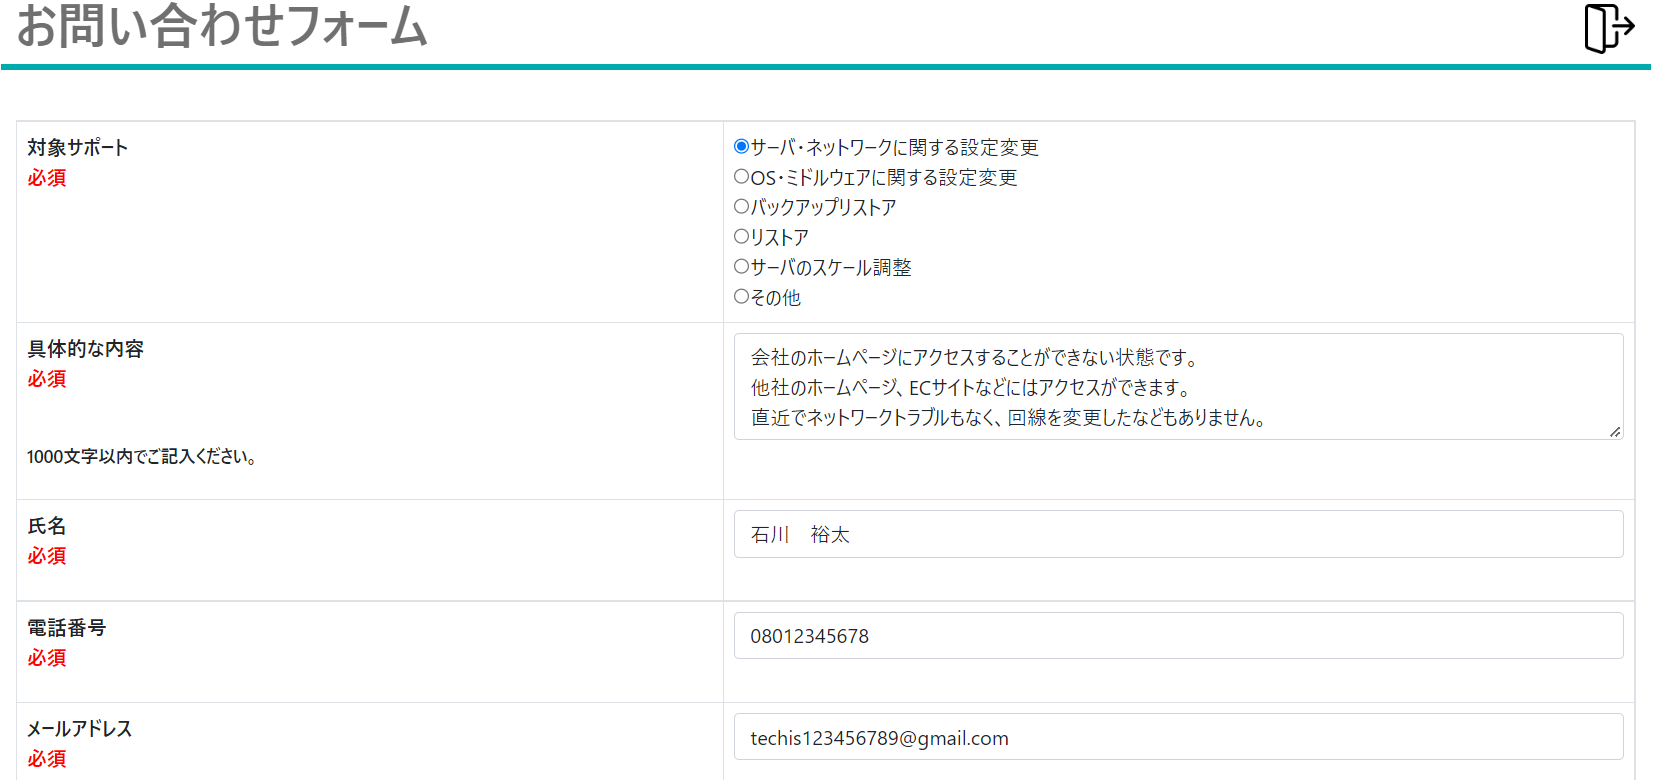 お問い合わせフォーム
対象サポート
必須
サーバ・ネットワークに関する設定変更
OS・ミドルウェアに関する設定変更
バックアップリストア
リストア
サーバのスケール調整
その他
具体的な内容
必須
1000文字以内でご記入ください。
会社のホームページにアクセスすることができない状態です。
他社のホームページ、ECサイトなどにはアクセスができます。
直近でネットワークトラブルもなく、回線を変更したなどもありません。
氏名
必須
石川　裕太
電話番号
必須
08012345678
メールアドレス
必須
techis123456789@gmail.com